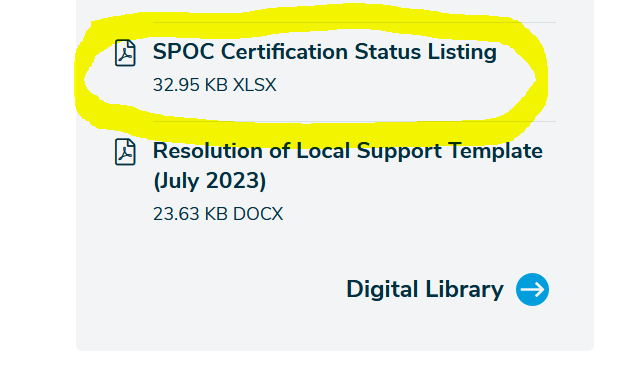 SPOC Certification Status Listing
32.95 KB XLSX
Resolution of Local Support Template
(July 2023)
23.63 KB DOCX
Digital Library